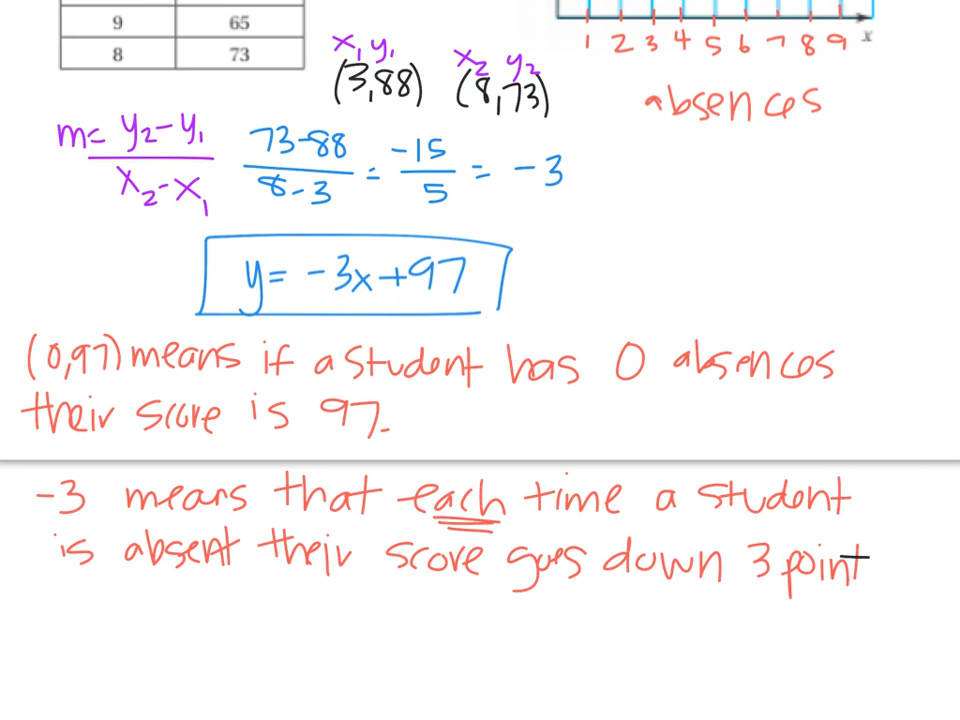 9 65
8 73
1 2 3 4 5 6 7 8 9 x
x1 y1 x2 y2
(3,88) (8,73)
absences
m= y2-y1 / x2-x1 73-88 / 8-3 = -15 / 5 = -3
y= -3x+97
(0,97) means if a student has 0 absences
their score is 97.
-3 means that each time a student
is absent their score goes down 3 point